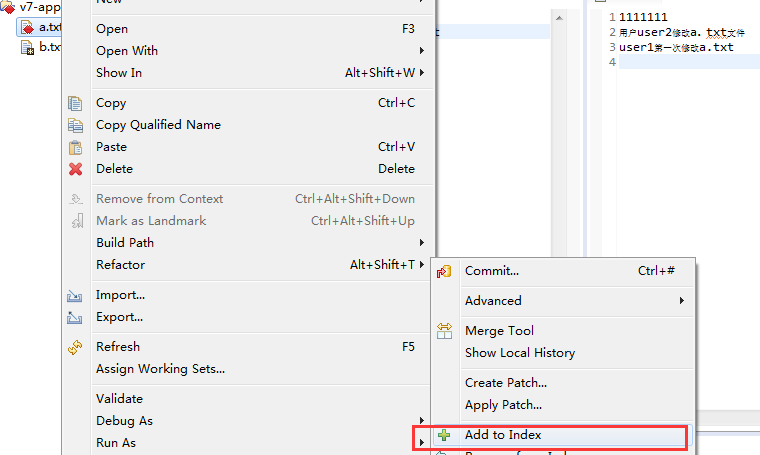 v7-app
a.txt
b.tx
New
Open F3
Open With
Show In Alt+Shift+W
Copy Ctrl+C
Copy Qualified Name
Paste Ctrl+V
Delete Delete
Remove from Context Ctrl+Alt+Shift+Down
Mark as Landmark Ctrl+Alt+Shift+Up
Build Path
Refactor Alt+Shift+T
Import...
Export...
Refresh F5
Assign Working Sets...
Validate
Debug As
Run As
Commit... Ctrl+#
Advanced
Merge Tool
Show Local History
Create Patch...
Apply Patch...
Add to Index
1 1111111
2 用户user2修改a.txt文件
3 user1第一次修改a.txt
4